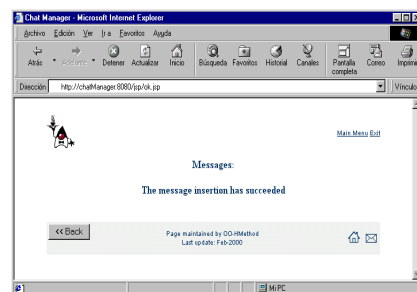 Chat Manager - Microsoft Internet Explorer
Archivo Edición Ver Ir a Favoritos Ayuda
Atrás Adelante Detener Actualizar Inicio Búsqueda Favoritos Historial Canales Pantalla completa Correo Imprimi
Dirección http://chatManager:8080/jsp/ok.jsp Vínculo
Main Menu Exit
Messages:
The message insertion has succeeded
<< Back
Page maintained by OO-HMethod
Last update: Feb-2000
Mi PC